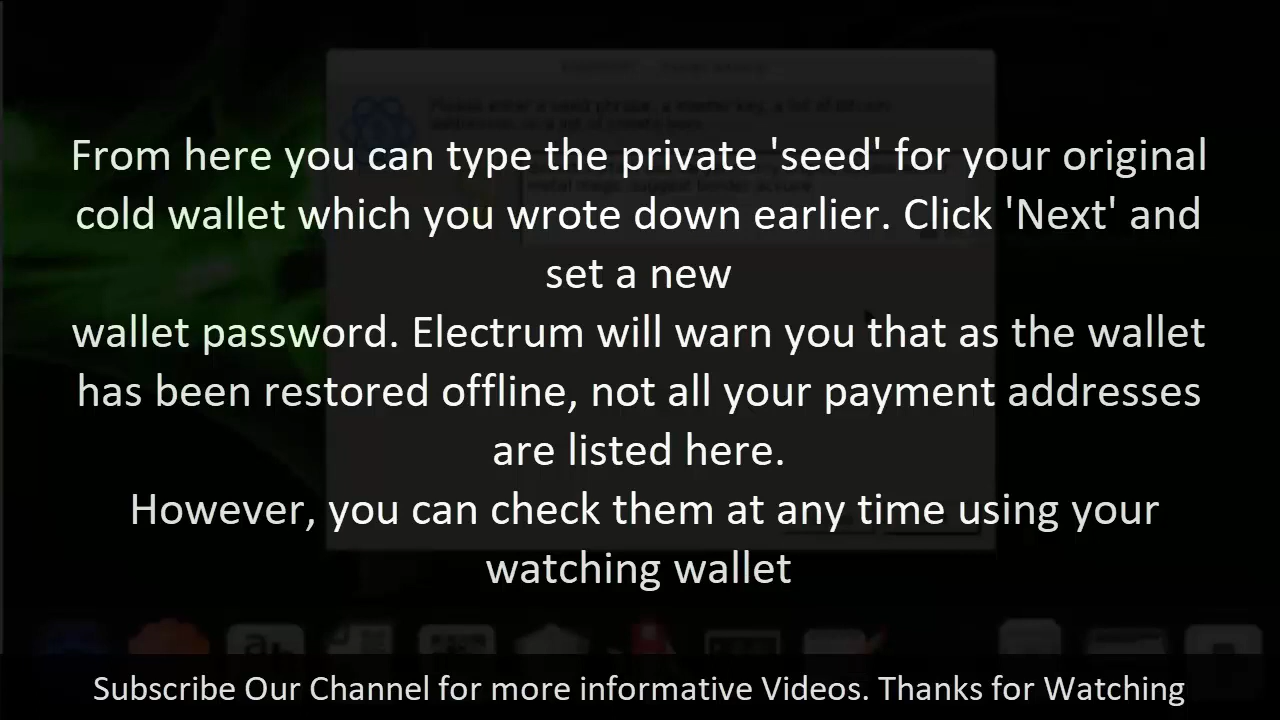 From here you can type the private 'seed' for your original
cold wallet which you wrote down earlier. Click 'Next' and
set a new
wallet password. Electrum will warn you that as the wallet
has been restored offline, not all your payment addresses
are listed here.
However, you can check them at any time using your
watching wallet
Subscribe Our Channel for more informative Videos. Thanks for Watching